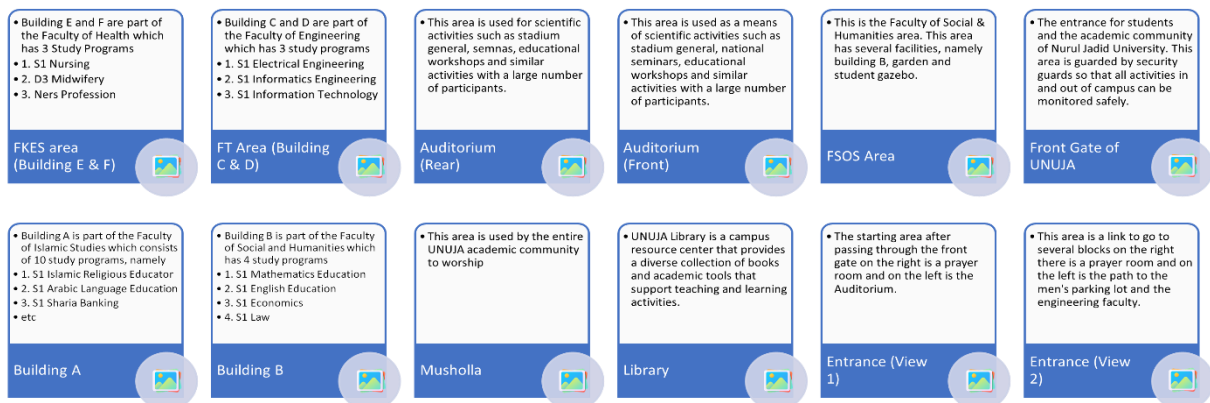 • Building E and F are part of
the Faculty of Health which
has 3 Study Programs
• 1. S1 Nursing
• 2. D3 Midwifery
• 3. Ners Profession
FKES area
(Building E & F)
• Building C and D are part of
the Faculty of Engineering
which has 3 study programs
• 1. S1 Electrical Engineering
• 2. S1 Informatics Engineering
• 3. S1 Information Technology
FT Area (Building
C & D)
• This area is used for scientific
activities such as stadium
general, semnas, educational
workshops and similar
activities with a large number
of participants.
Auditorium
(Rear)
• This area is used as a means
of scientific activities such as
stadium general, national
seminars, educational
workshops and similar
activities with a large number
of participants.
Auditorium
(Front)
• This is the Faculty of Social &
Humanities area. This area
has several facilities, namely
building B, garden and
student gazebo.
FSOS Area
• The entrance for students
and the academic community
of Nurul Jadid University. This
area is guarded by security
guards so that all activities in
and out of campus can be
monitored safely.
Front Gate of
UNUJA
• Building A is part of the Faculty
of Islamic Studies which consists
of 10 study programs, namely
• 1. S1 Islamic Religious Educator
• 2. S1 Arabic Language Education
• 3. S1 Sharia Banking
• etc
Building A
• Building B is part of the Faculty
of Social and Humanities which
has 4 study programs
• 1. S1 Mathematics Education
• 2. S1 English Education
• 3. S1 Economics
• 4. S1 Law
Building B
• This area is used by the entire
UNUJA academic community
to worship
Musholla
• UNUJA Library is a campus
resource center that provides
a diverse collection of books
and academic tools that
support teaching and learning
activities.
Library
• The starting area after
passing through the front
gate on the right is a prayer
room and on the left is the
Auditorium.
Entrance (View
1)
• This area is a link to go to
several blocks on the right
there is a prayer room and on
the left is the path to the
men's parking lot and the
engineering faculty.
Entrance (View
2)